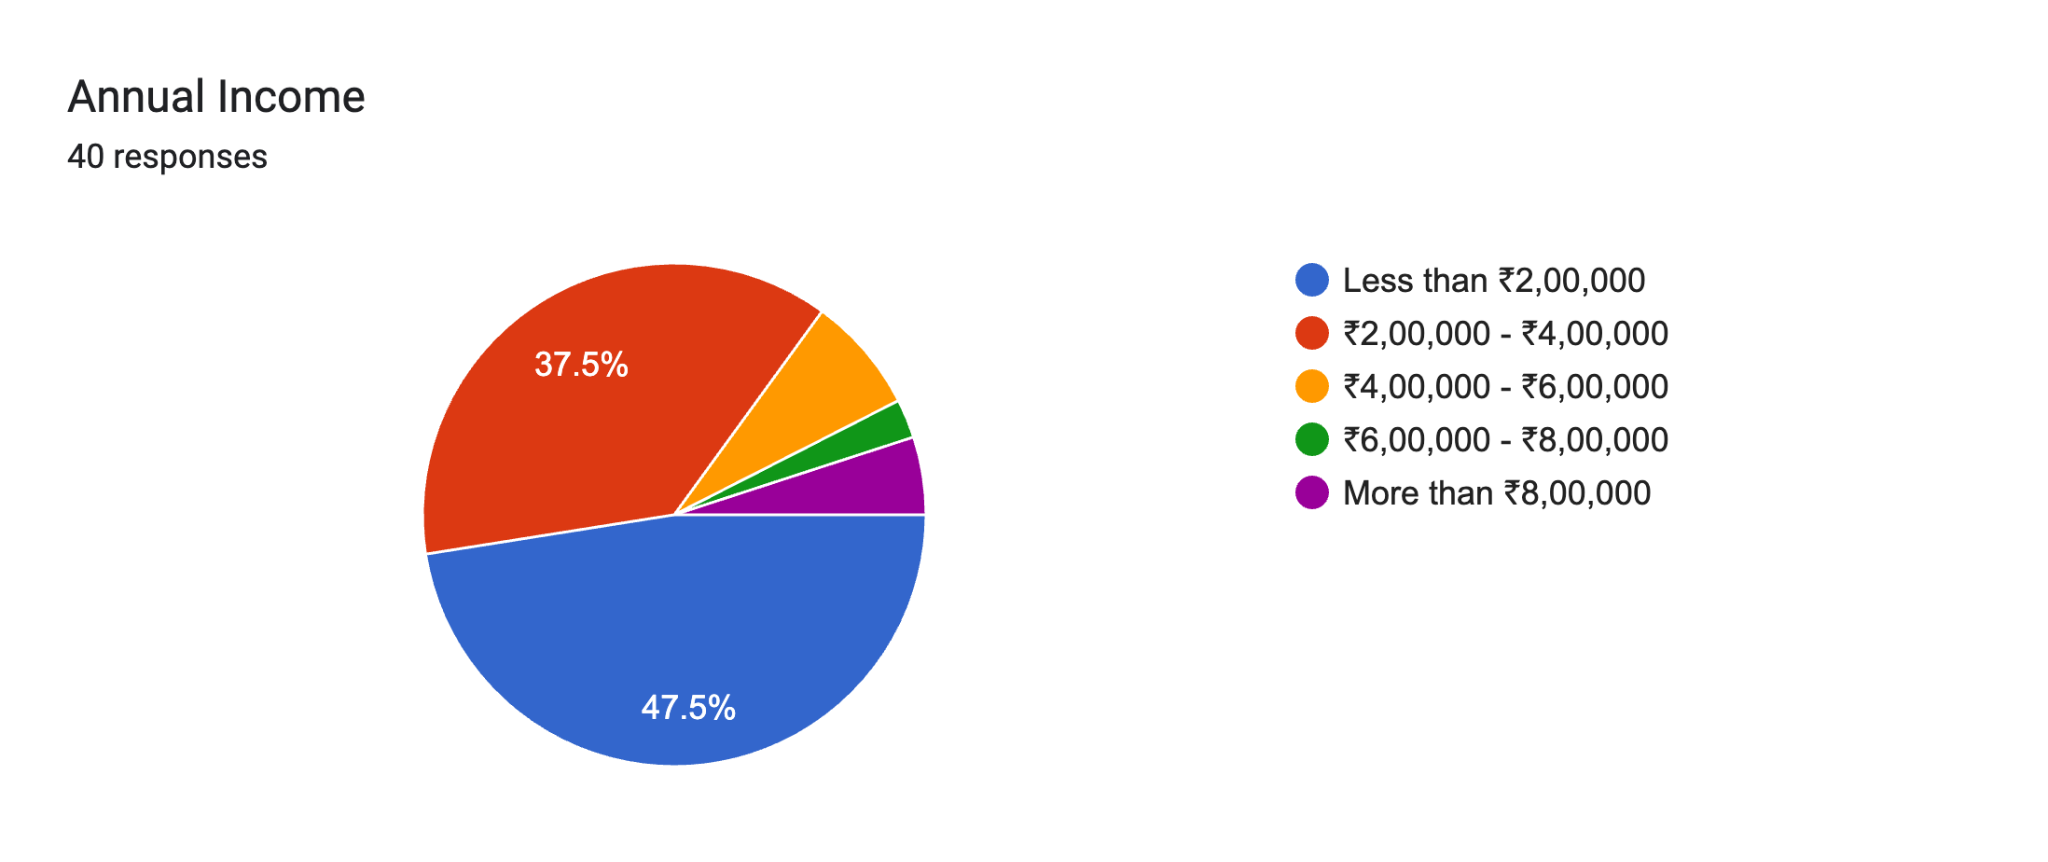 Annual Income
40 responses
37.5%
47.5%
Less than ₹2,00,000
₹2,00,000 - ₹4,00,000
₹4,00,000 - ₹6,00,000
₹6,00,000 - ₹8,00,000
More than ₹8,00,000